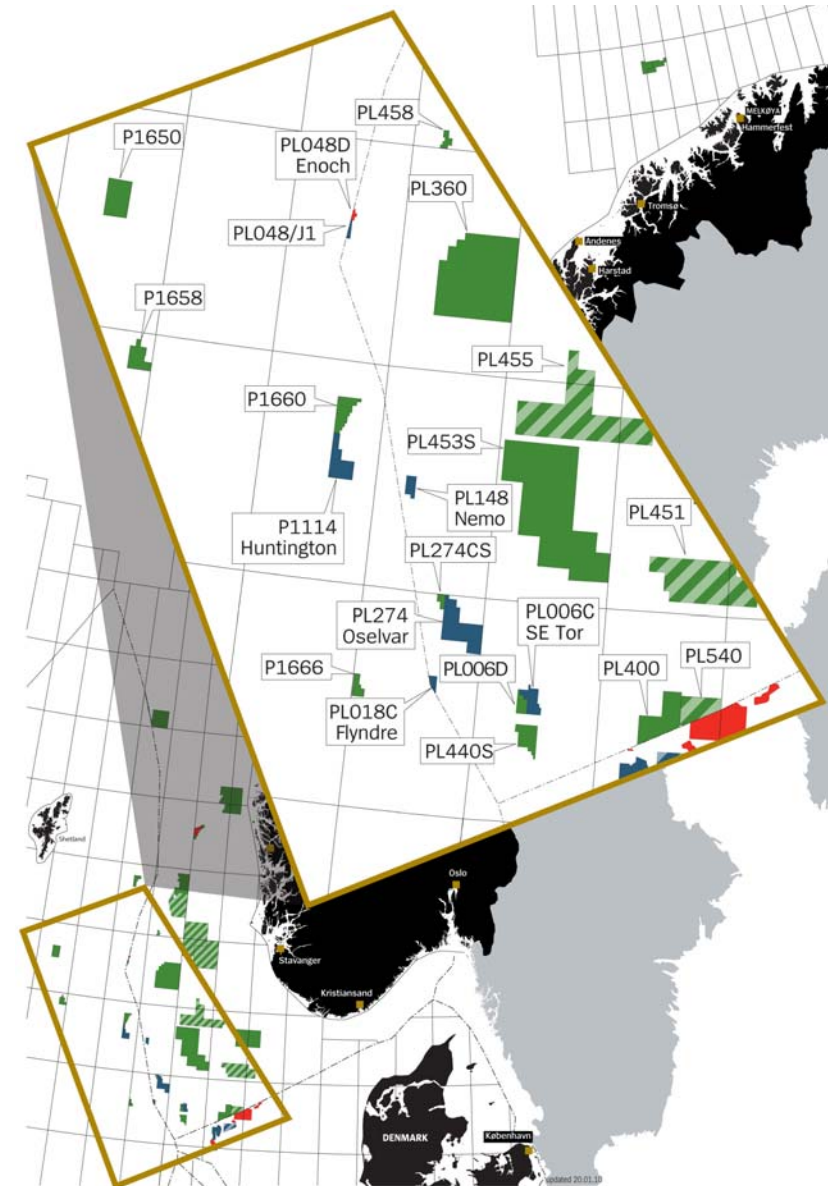 PL458
P1650
PL048D
Enoch
MELKØYA
Hammerfest
PL360
Tromsø
PL048/J1
Andenes
Harstad
P1658
PL455
P1660
PL453S
PL148
Nemo
PL451
P1114
Huntington
PL274CS
PL274
Oselvar
PL006C
SE Tor
P1666
PL006D
PL400
PL540
PL018C
Flyndre
PL440S
Shetland
Oslo
Stavanger
Kristiansand
DENMARK
København
updated 20.01.10